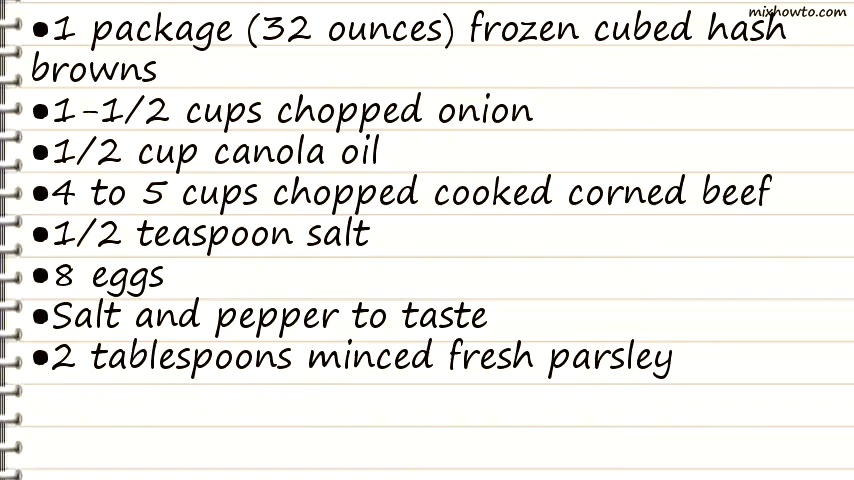 mixhowto.com
•1 package (32 ounces) frozen cubed hash
browns
•1-1/2 cups chopped onion
•1/2 cup canola oil
•4 to 5 cups chopped cooked corned beef
•1/2 teaspoon salt
•8 eggs
•Salt and pepper to taste
•2 tablespoons minced fresh parsley